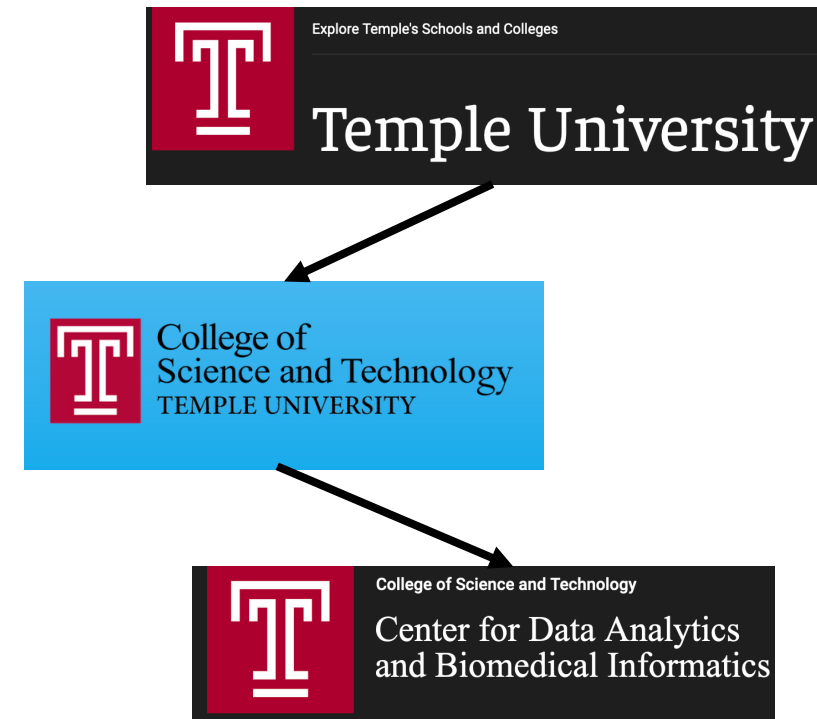 Explore Temple's Schools and Colleges
Temple University
College of
Science and Technology
TEMPLE UNIVERSITY
College of Science and Technology
Center for Data Analytics
and Biomedical Informatics